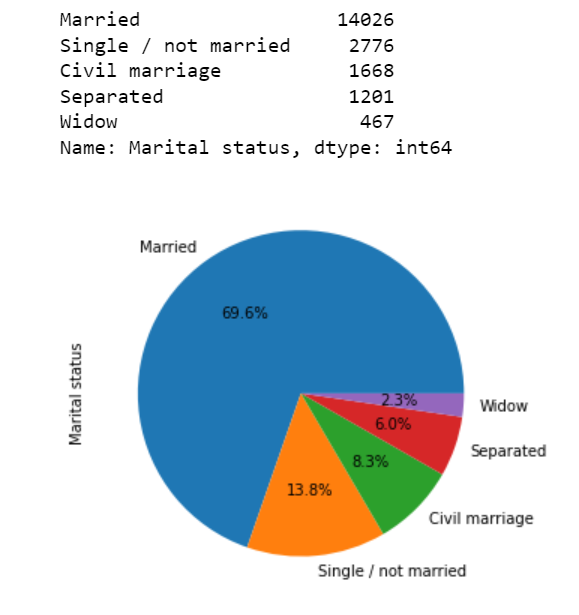 Married 14026
Single / not married 2776
Civil marriage 1668
Separated 1201
Widow 467
Name: Marital status, dtype: int64
Married
69.6%
Marital status
2.3%
Widow
6.0%
Separated
8.3%
13.8%
Civil marriage
Single / not married